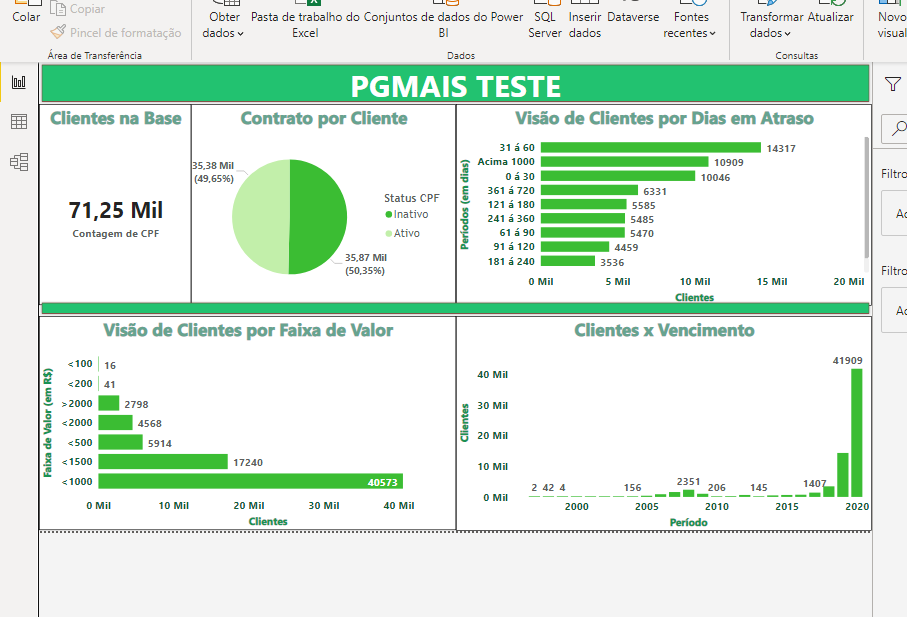 Colar
Copiar
Pincel de formatação
Área de Transferência
Obter
dados
Pasta de trabalho do
Excel
Conjuntos de dados do Power
BI
SQL
Server
Inserir
dados
Dataverse
Fontes
recentes
Dados
Transformar
dados
Atualizar
Consultas
Novo
visual
PGMAIS TESTE
Clientes na Base
71,25 Mil
Contagem de CPF
Contrato por Cliente
35,38 Mil
(49,65%)
35,87 Mil
(50,35%)
Status CPF
Inativo
Ativo
Visão de Clientes por Dias em Atraso
Períodos (em dias)
31 á 60 14317
Acima 1000 10909
0 á 30 10046
361 á 720 6331
121 á 180 5585
241 á 360 5485
61 á 90 5470
91 á 120 4459
181 á 240 3536
0 Mil 5 Mil 10 Mil 15 Mil 20 Mil
Clientes
Visão de Clientes por Faixa de Valor
Faixa de Valor (em R$)
<100 16
<200 41
>2000 2798
<2000 4568
<500 5914
<1500 17240
<1000 40573
0 Mil 10 Mil 20 Mil 30 Mil 40 Mil
Clientes
Clientes x Vencimento
Clientes
41909
40 Mil
30 Mil
20 Mil
10 Mil
0 Mil
2 42 4 156 2351 206 145 1407
2000 2005 2010 2015 2020
Período
Filtro
Filtro